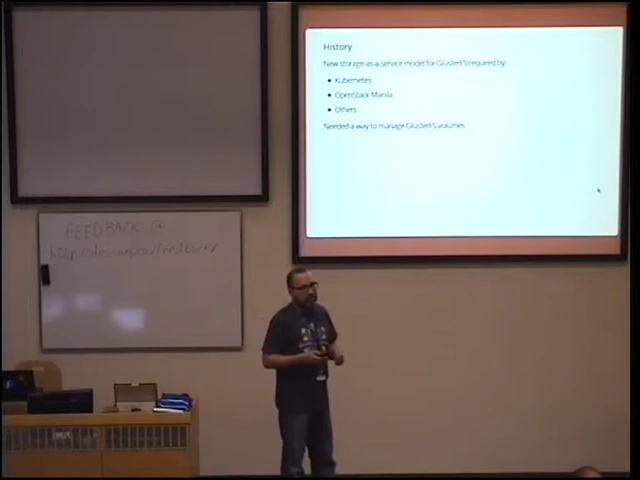 History
New storage-as-a-service model for GlusterFS required by:
Kubernetes
OpenStack Manila
Others
Needed a way to manage GlusterFS volumes
FEEDBACK @